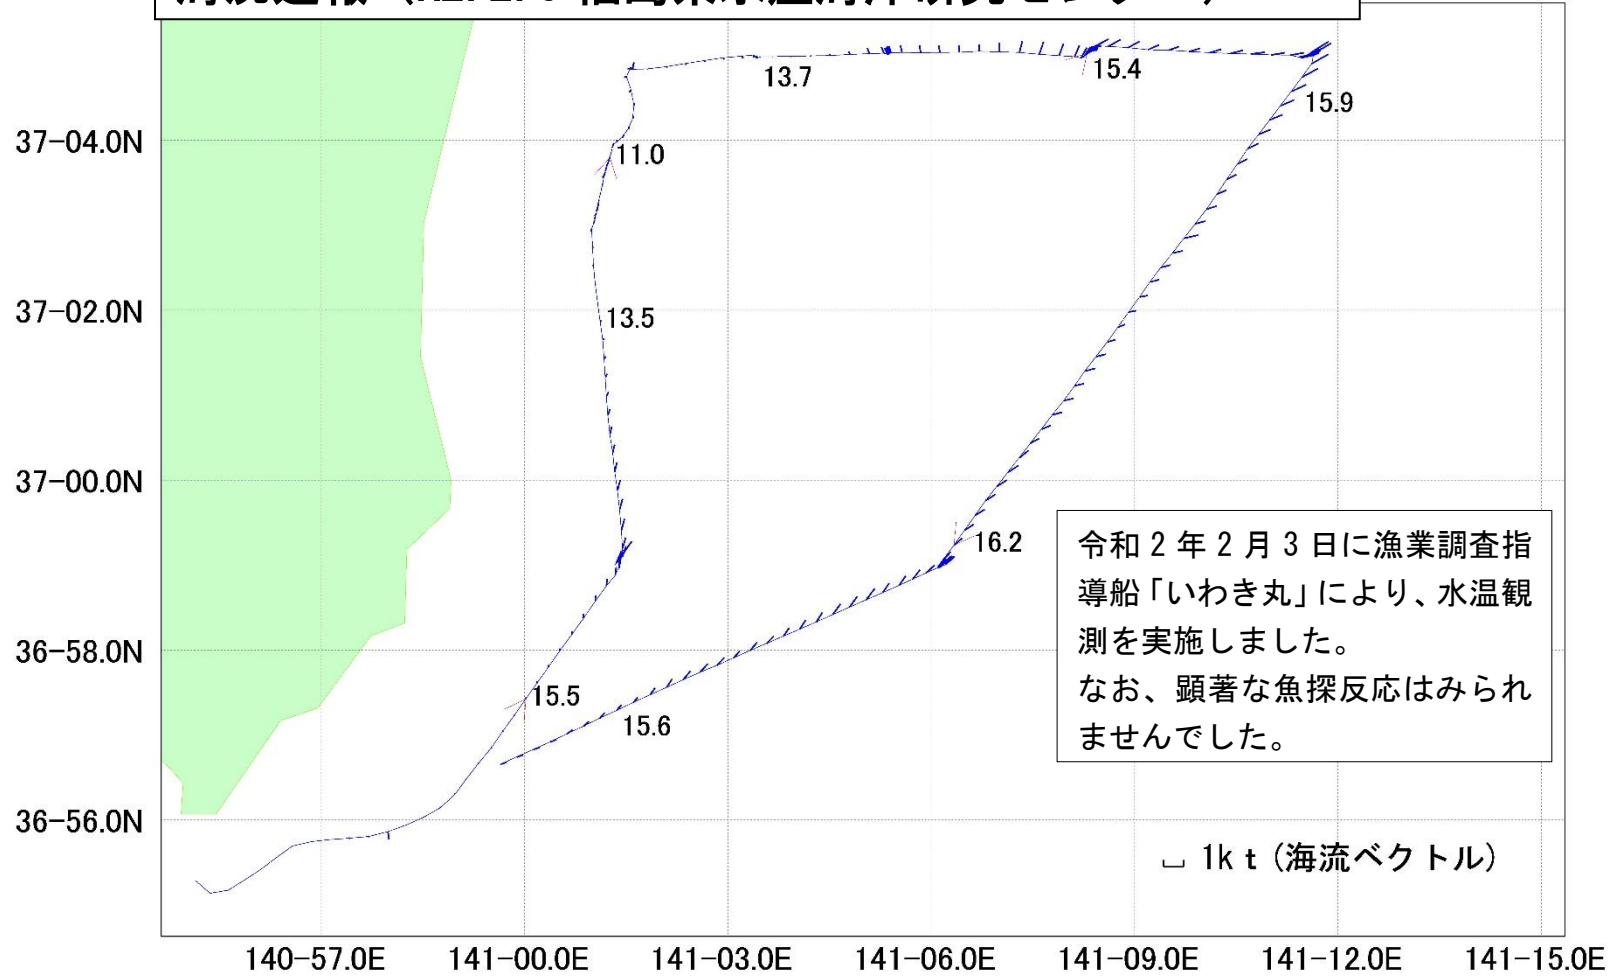 13.7
15.4
15.9
37-04.0N
11.0
37-02.0N
13.5
37-00.0N
16.2
令和2年2月3日に漁業調査指
導船「いわき丸」により、水温観
測を実施しました。
なお、顕著な魚探反応はみられ
ませんでした。
36-58.0N
15.5
15.6
36-56.0N
1kt(海流ベクトル)
140-57.0E 141-00.0E 141-03.0E 141-06.0E 141-09.0E 141-12.0E 141-15.0E